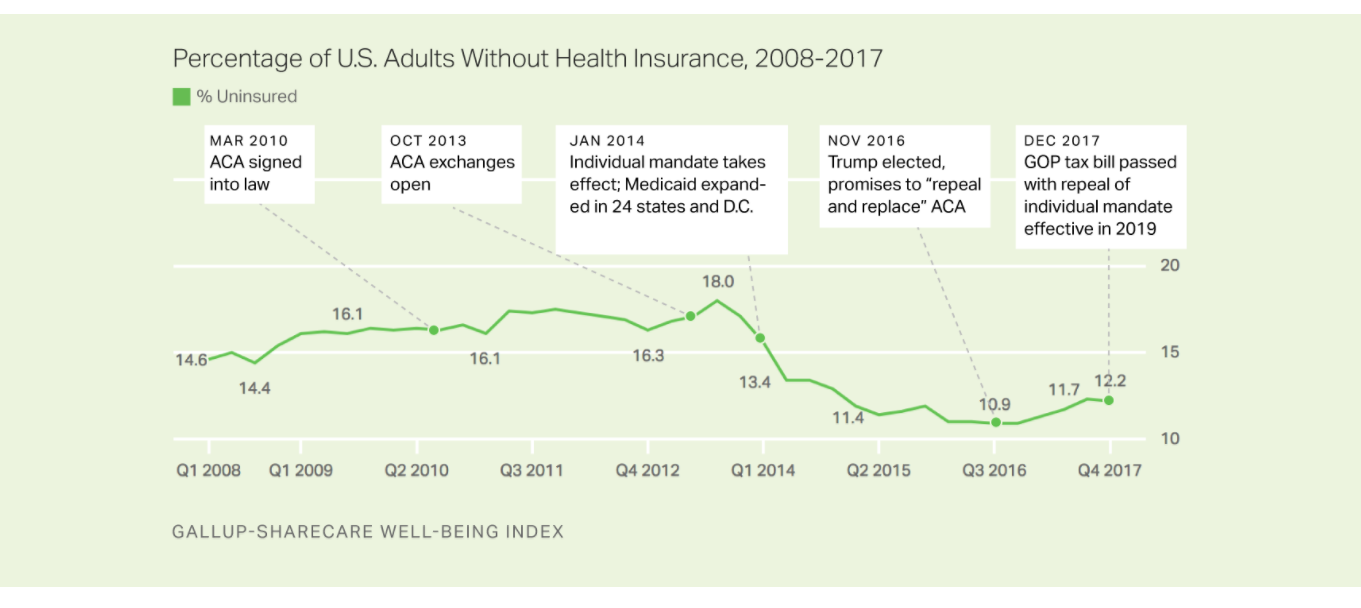 Percentage of U.S. Adults Without Health Insurance, 2008-2017
% Uninsured
MAR 2010
ACA signed
into law
OCT 2013
ACA exchanges
open
JAN 2014
Individual mandate takes
effect; Medicaid expand-
ed in 24 states and D.C.
NOV 2016
Trump elected,
promises to “repeal
and replace” ACA
DEC 2017
GOP tax bill passed
with repeal of
individual mandate
effective in 2019
20
15
10
14.6
14.4
16.1
16.1
16.3
18.0
13.4
11.4
10.9
11.7
12.2
Q1 2008
Q1 2009
Q2 2010
Q3 2011
Q4 2012
Q1 2014
Q2 2015
Q3 2016
Q4 2017
GALLUP-SHARECARE WELL-BEING INDEX